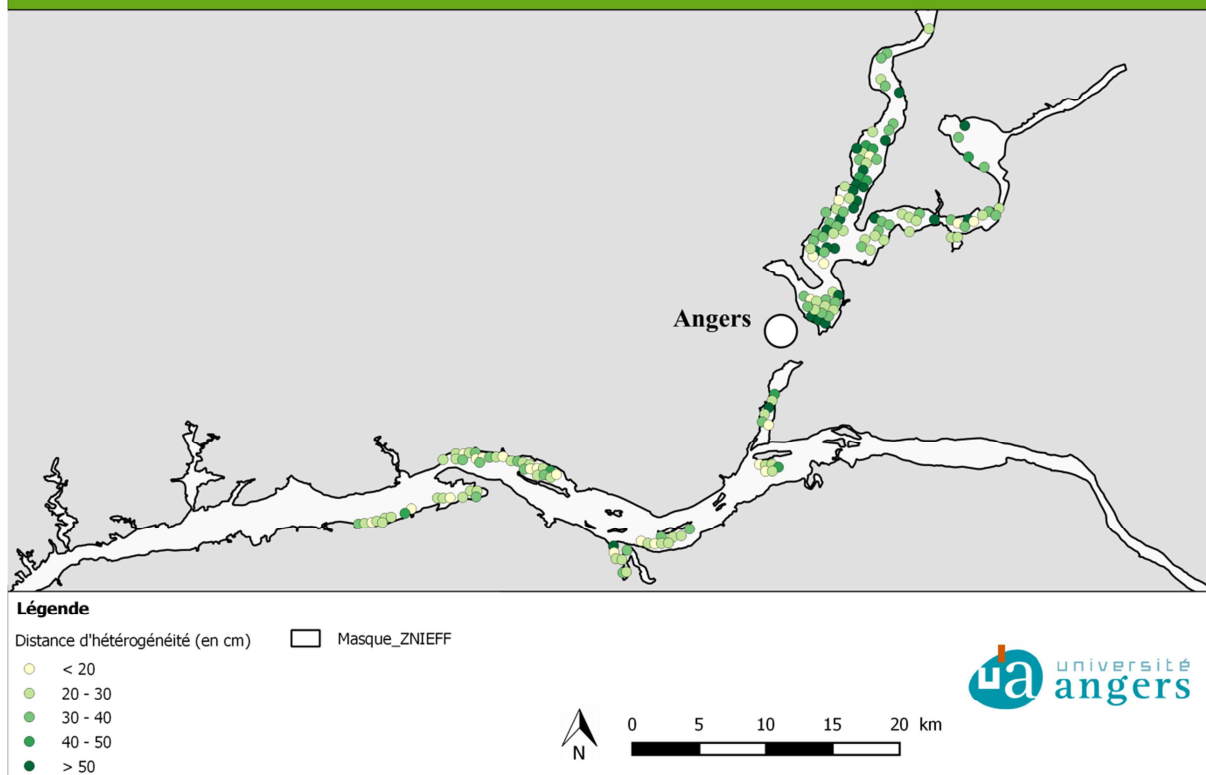 Angers
Légende
Distance d'hétérogénéité (en cm)
Masque_ZNIEFF
< 20
20 - 30
30 - 40
40 - 50
> 50
N
0 5 10 15 20 km
ua
université
angers